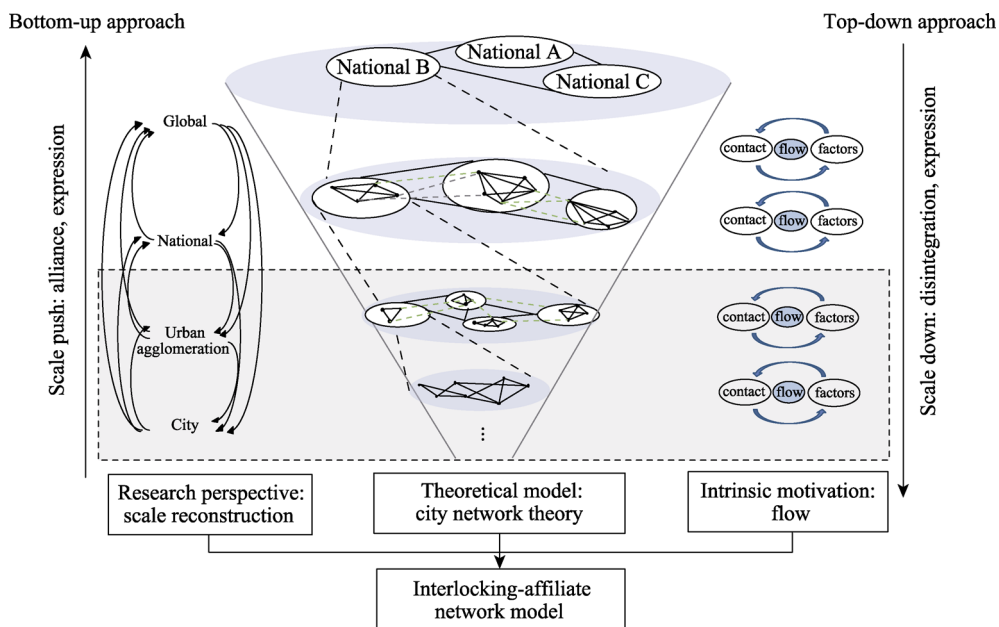 Bottom-up approach
Top-down approach
National A
National B
National C
Scale push: alliance, expression
Scale down: disintegration, expression
Global
National
Urban
agglomeration
City
contact flow factors
contact flow factors
contact flow factors
contact flow factors
...
Research perspective:
scale reconstruction
Theoretical model:
city network theory
Intrinsic motivation:
flow
Interlocking-affiliate
network model